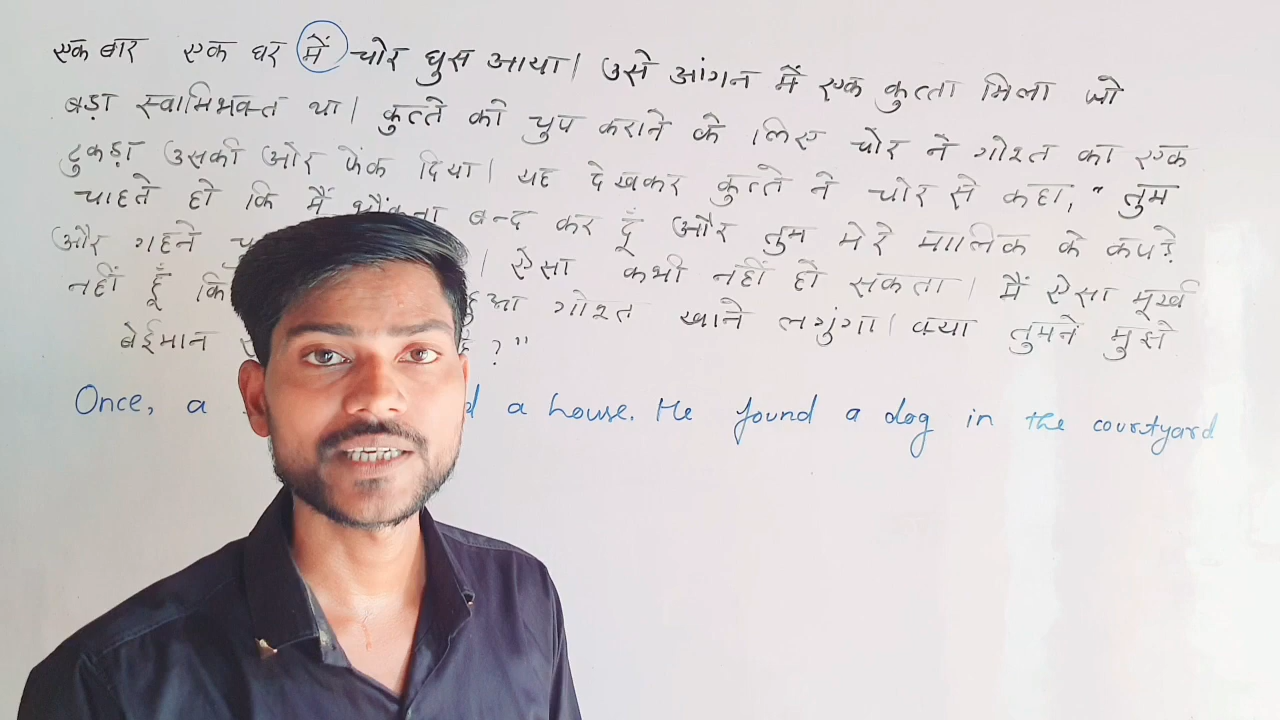 एक बार एक घर में चोर घुस आया। उसे आंगन में एक कुत्ता मिला जो
बड़ा स्वामिभक्त था। कुत्ते को चुप कराने के लिए चोर ने गोश्त का एक
टुकड़ा उसकी ओर फेंक दिया। यह देखकर कुत्ते ने चोर से कहा, "तुम
चाहते हो कि मैं भौंकना बन्द कर दूँ और तुम मेरे मालिक के कपड़े
और गहने । ऐसा कभी नहीं हो सकता। मैं ऐसा मूर्ख
नहीं हूँ कि गोश्त खाने लगुंगा। क्या तुमने मुझे
बेईमान ?"
Once, a a house. He found a dog in the courtyard